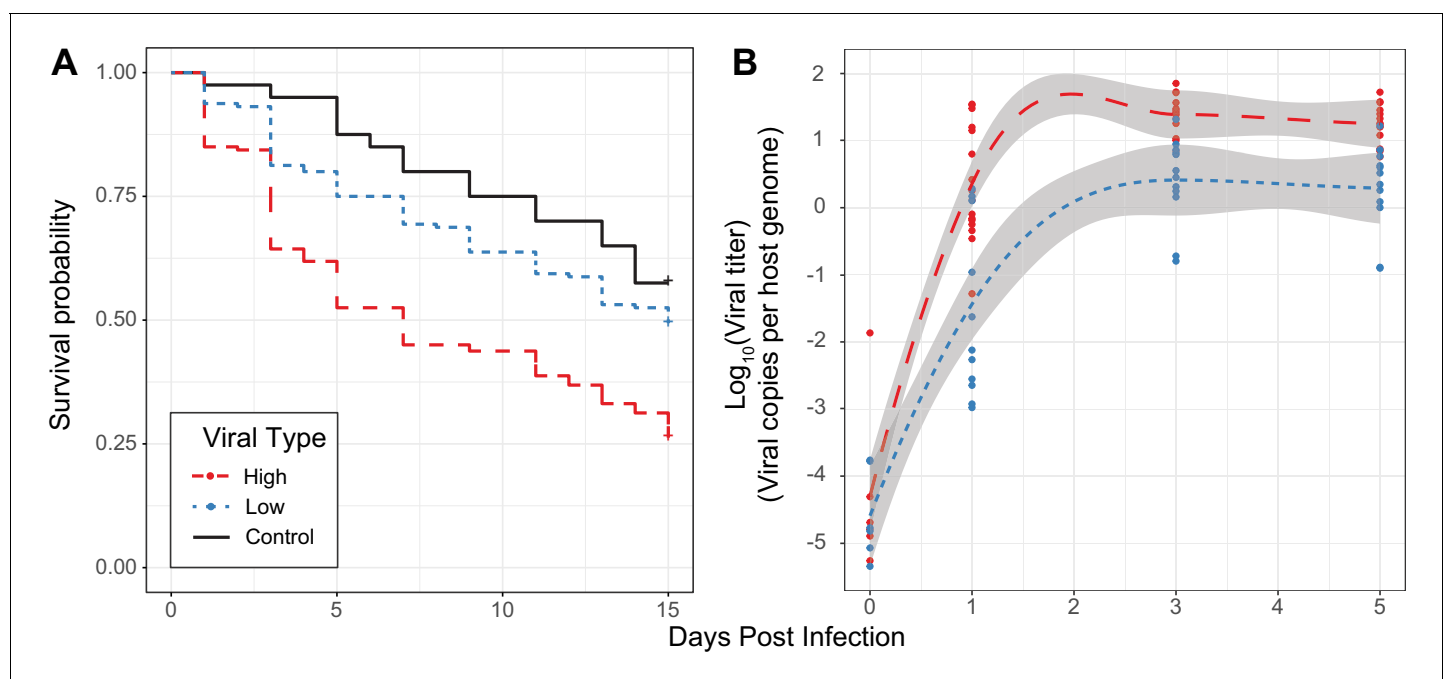 A
Survival probability
1.00
0.75
0.50
0.25
0.00
Viral Type
High
Low
Control
0 5 10 15
B
Log10(Viral titer)
(Viral copies per host genome)
2
1
0
-1
-2
-3
-4
-5
0 1 2 3 4 5
Days Post Infection